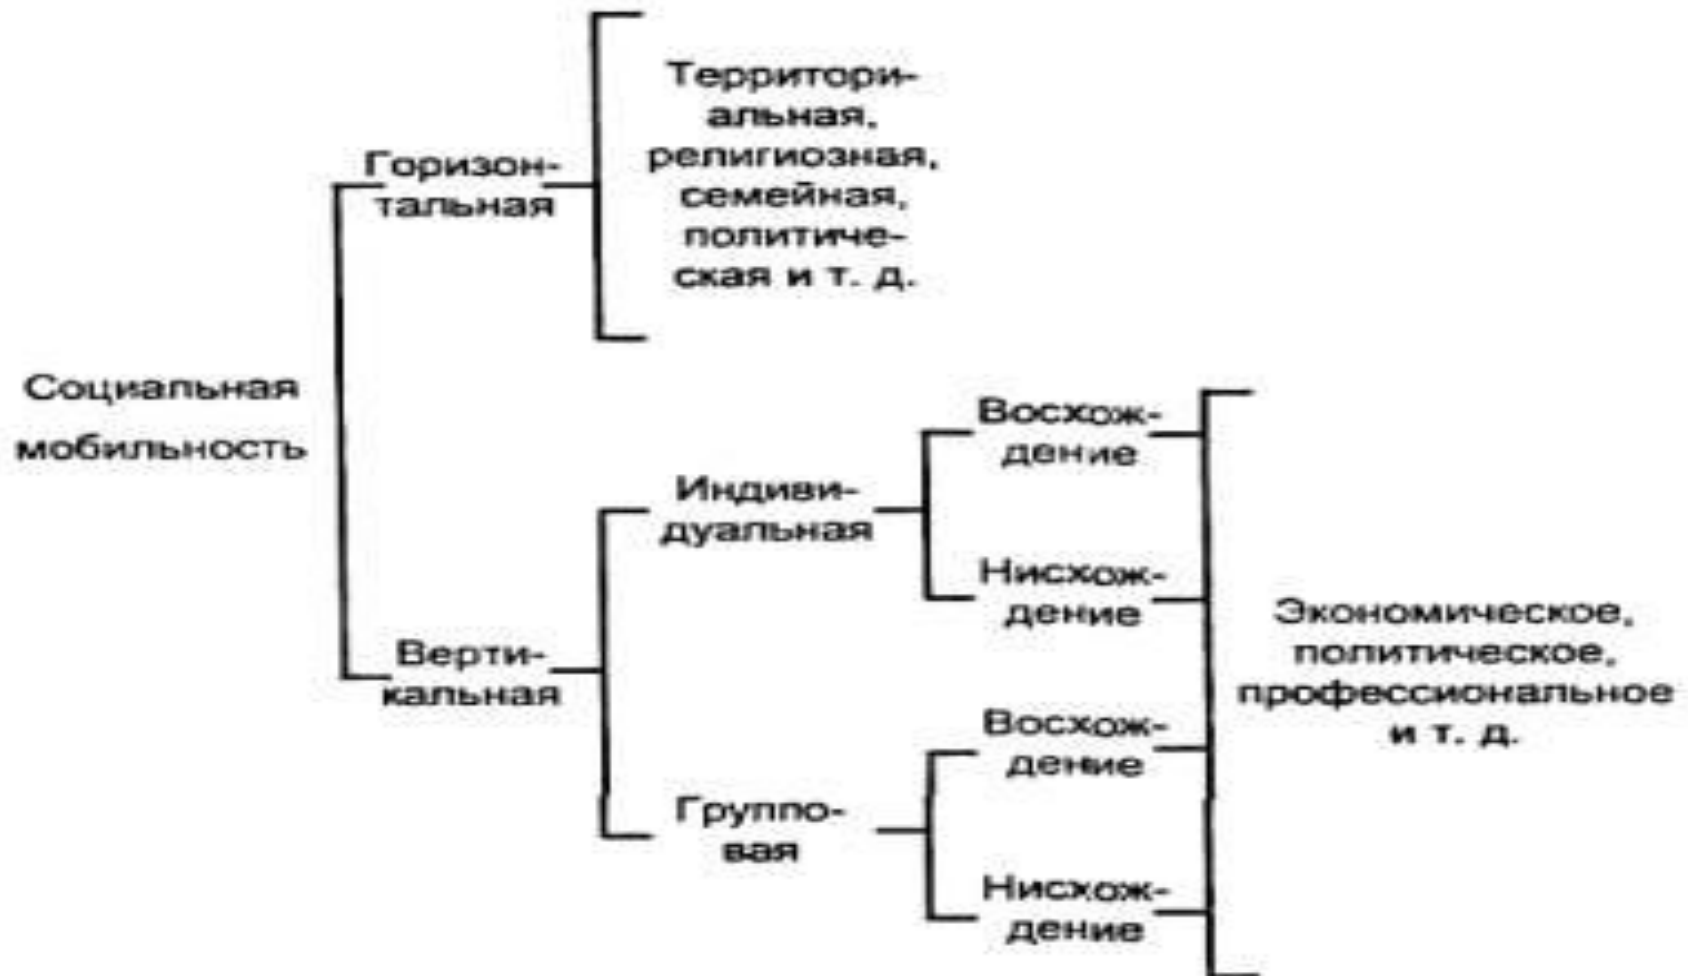 Социальная
мобильность
Горизон-
тальная
Территори-
альная,
религиозная,
семейная,
политиче-
ская и т. д.
Верти-
кальная
Индиви-
дуальная
Восхож-
дение
Нисхож-
дение
Группо-
вая
Восхож-
дение
Нисхож-
дение
Экономическое,
политическое,
профессиональное
и т. д.